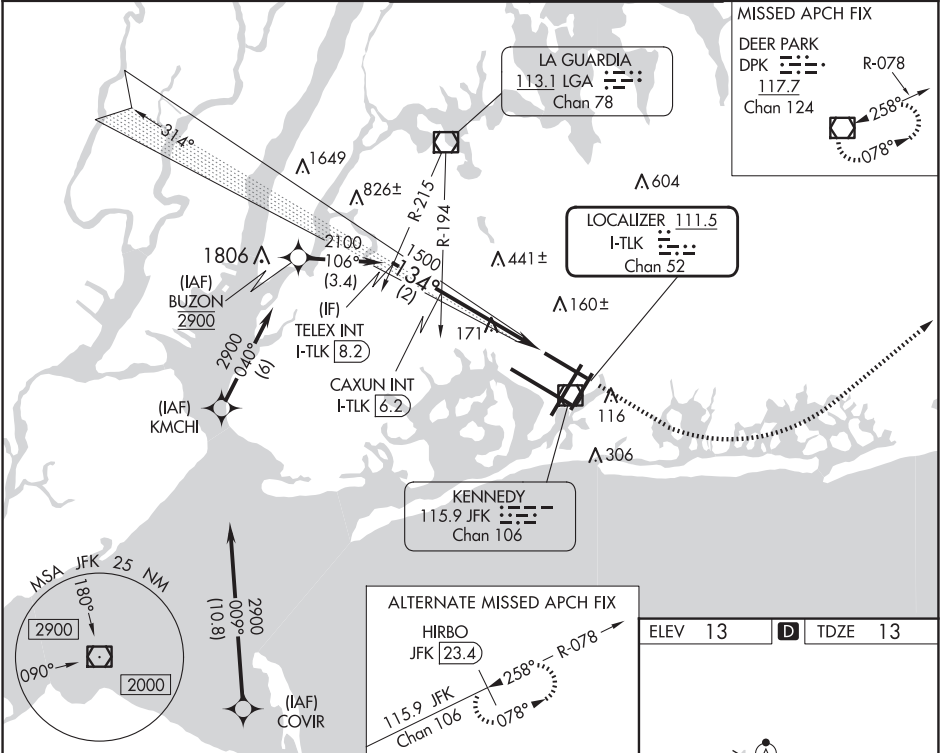 MISSED APCH FIX
DEER PARK
DPK
117.7
Chan 124
R-078
258°
078°
LA GUARDIA
113.1 LGA
Chan 78
314°
1649
826±
604
R-215
R-194
LOCALIZER 111.5
I-TLK
Chan 52
1806
2100
106°
(3.4)
1500
134°
(2)
441±
160±
171
(IAF)
BUZON
2900
(IF)
TELEX INT
I-TLK 8.2
2900
040°
(6)
CAXUN INT
I-TLK 6.2
(IAF)
KMCHI
116
306
KENNEDY
115.9 JFK
Chan 106
MSA JFK 25 NM
180°
2900
090°
2000
2900
009°
(10.8)
(IAF)
COVIR
ALTERNATE MISSED APCH FIX
HIRBO
JFK 23.4
R-078
258°
078°
115.9 JFK
Chan 106
ELEV 13
D
TDZE 13
A